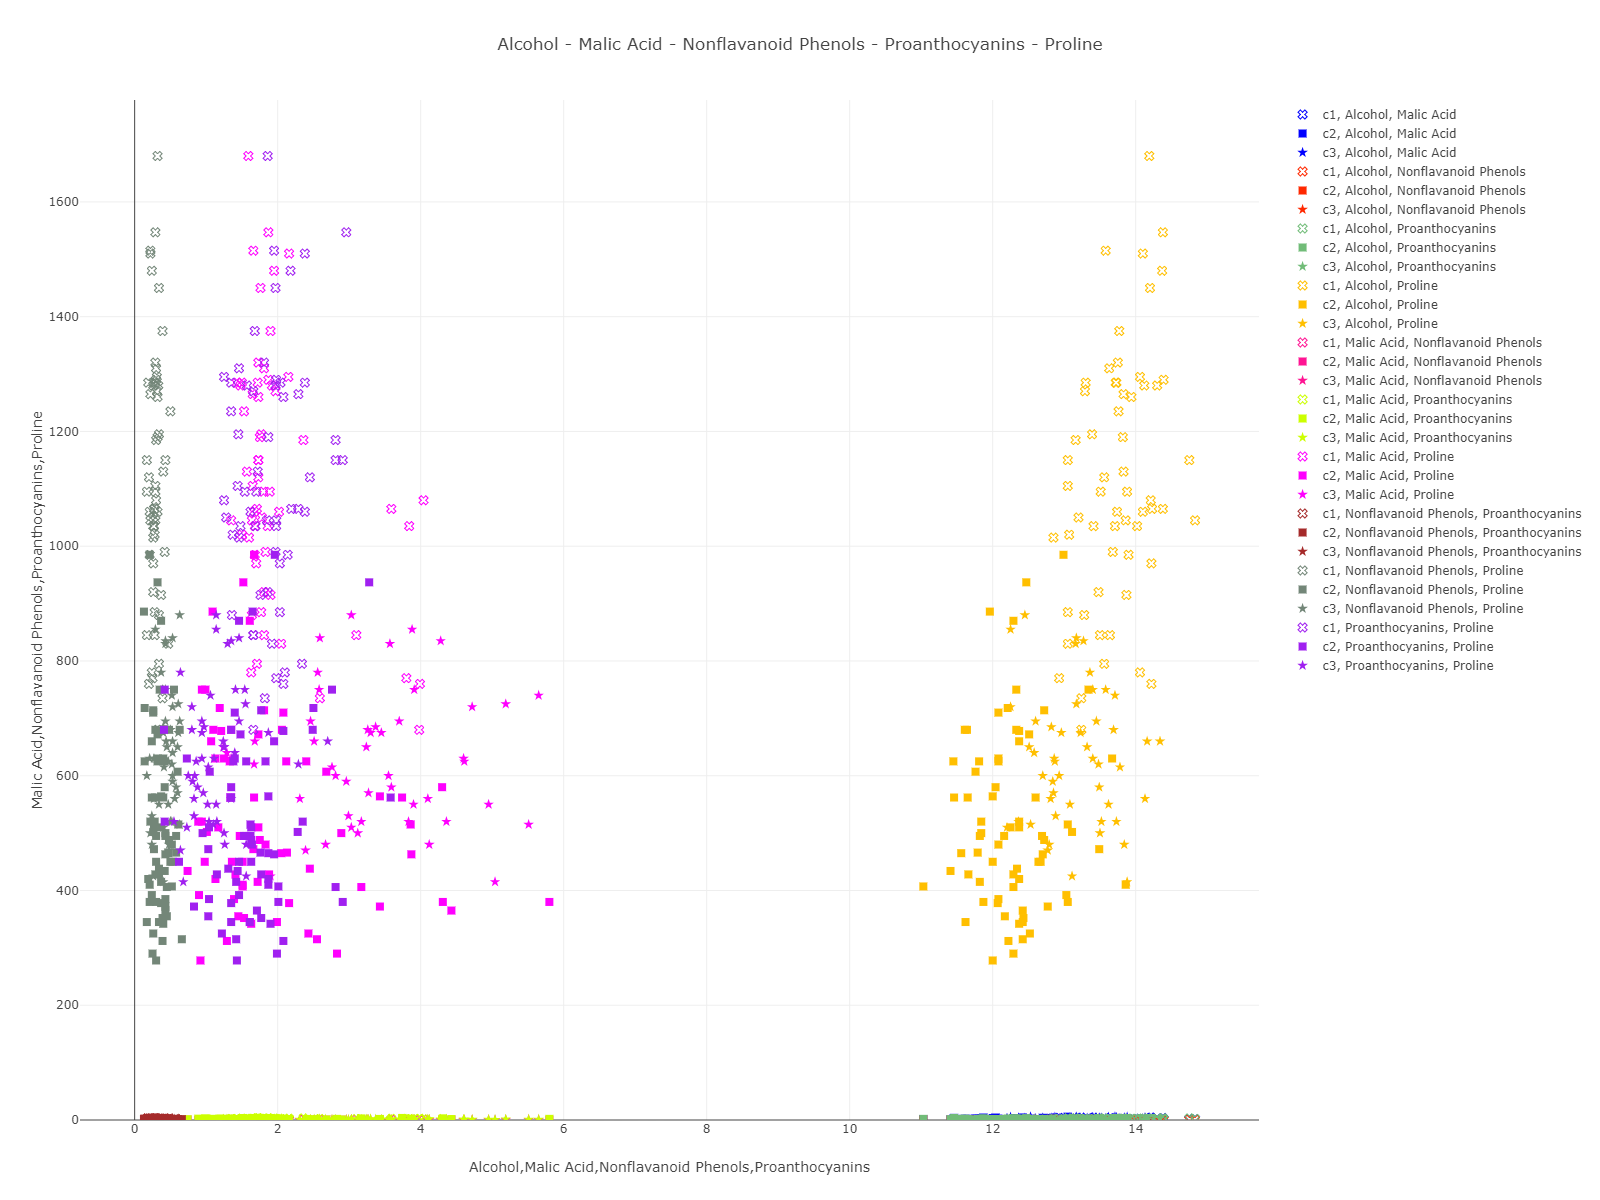 Alcohol - Malic Acid - Nonflavanoid Phenols - Proanthocyanins - Proline
Malic Acid,Nonflavanoid Phenols,Proanthocyanins,Proline
1600
1400
1200
1000
800
600
400
200
0
0
2
4
6
8
10
12
14
Alcohol,Malic Acid,Nonflavanoid Phenols,Proanthocyanins
c1, Alcohol, Malic Acid
c2, Alcohol, Malic Acid
c3, Alcohol, Malic Acid
c1, Alcohol, Nonflavanoid Phenols
c2, Alcohol, Nonflavanoid Phenols
c3, Alcohol, Nonflavanoid Phenols
c1, Alcohol, Proanthocyanins
c2, Alcohol, Proanthocyanins
c3, Alcohol, Proanthocyanins
c1, Alcohol, Proline
c2, Alcohol, Proline
c3, Alcohol, Proline
c1, Malic Acid, Nonflavanoid Phenols
c2, Malic Acid, Nonflavanoid Phenols
c3, Malic Acid, Nonflavanoid Phenols
c1, Malic Acid, Proanthocyanins
c2, Malic Acid, Proanthocyanins
c3, Malic Acid, Proanthocyanins
c1, Malic Acid, Proline
c2, Malic Acid, Proline
c3, Malic Acid, Proline
c1, Nonflavanoid Phenols, Proanthocyanins
c2, Nonflavanoid Phenols, Proanthocyanins
c3, Nonflavanoid Phenols, Proanthocyanins
c1, Nonflavanoid Phenols, Proline
c2, Nonflavanoid Phenols, Proline
c3, Nonflavanoid Phenols, Proline
c1, Proanthocyanins, Proline
c2, Proanthocyanins, Proline
c3, Proanthocyanins, Proline